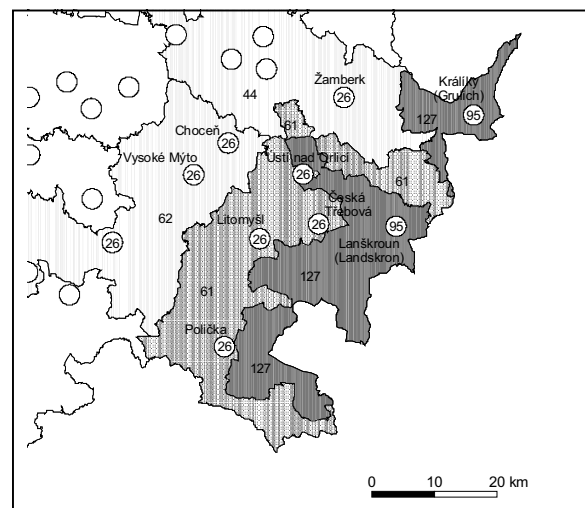 Žamberk
Králíky
(Grulich)
44
26
127
95
Choceň
26
61
Vysoké Mýto
26
Ústí nad Orlicí
26
61
62
Česká
Třebová
26
Litomyšl
26
95
Lanškroun
(Landskron)
26
127
61
Polička
26
127
0 10 20 km